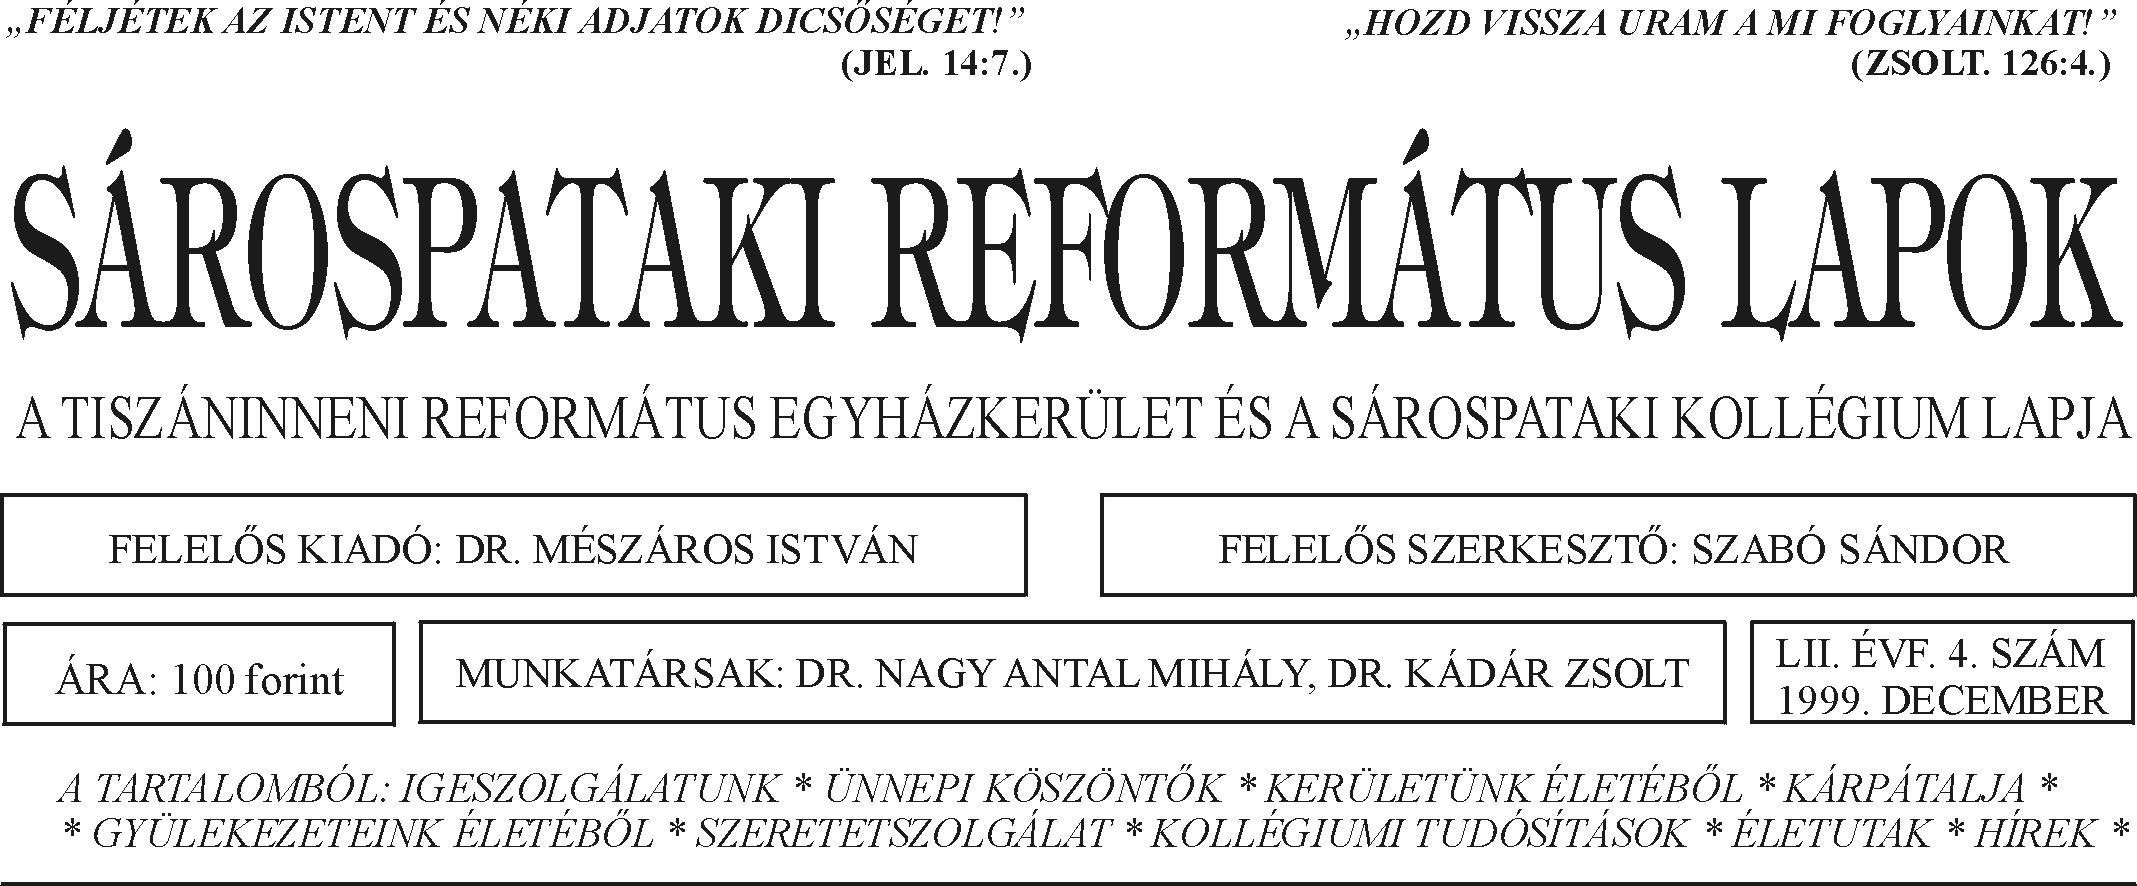 „FÉLJÉTEK AZ ISTENT ÉS NÉKI ADJATOK DICSŐSÉGET!”
(JEL. 14:7.)
„HOZD VISSZA URAM A MI FOGLYAINKAT!”
(ZSOLT. 126:4.)
SÁROSPATAKI REFORMÁTUS LAPOK
A TISZÁNINNENI REFORMÁTUS EGYHÁZKERÜLET ÉS A SÁROSPATAKI KOLLÉGIUM LAPJA
FELELŐS KIADÓ: DR. MÉSZÁROS ISTVÁN
FELELŐS SZERKESZTŐ: SZABÓ SÁNDOR
ÁRA: 100 forint
MUNKATÁRSAK: DR. NAGY ANTAL MIHÁLY, DR. KÁDÁR ZSOLT
LII. ÉVF. 4. SZÁM
1999. DECEMBER
A TARTALOMBÓL: IGESZOLGÁLATUNK * ÜNNEPI KÖSZÖNTŐK * KERÜLETÜNK ÉLETÉBŐL * KÁRPÁTALJA *
* GYÜLEKEZETEINK ÉLETÉBŐL * SZERETETSZOLGÁLAT * KOLLÉGIUMI TUDÓSÍTÁSOK * ÉLETUTAK * HÍREK *